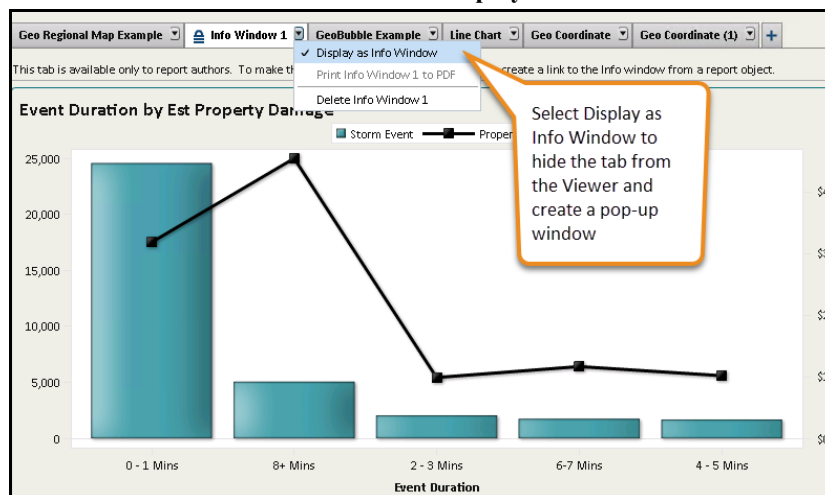 Geo Regional Map Example Info Window 1 GeoBubble Example Line Chart Geo Coordinate Geo Coordinate (1) +
✓ Display as Info Window
This tab is available only to report authors. To make th
Print Info Window 1 to PDF
create a link to the Info window from a report object.
Delete Info Window 1
Select Display as
Info Window to
hide the tab from
the Viewer and
create a pop-up
window
Event Duration by Est Property Damage
Storm Event Proper
25,000
20,000
15,000
10,000
5,000
0
0 - 1 Mins 8+ Mins 2 - 3 Mins 6-7 Mins 4 - 5 Mins
Event Duration